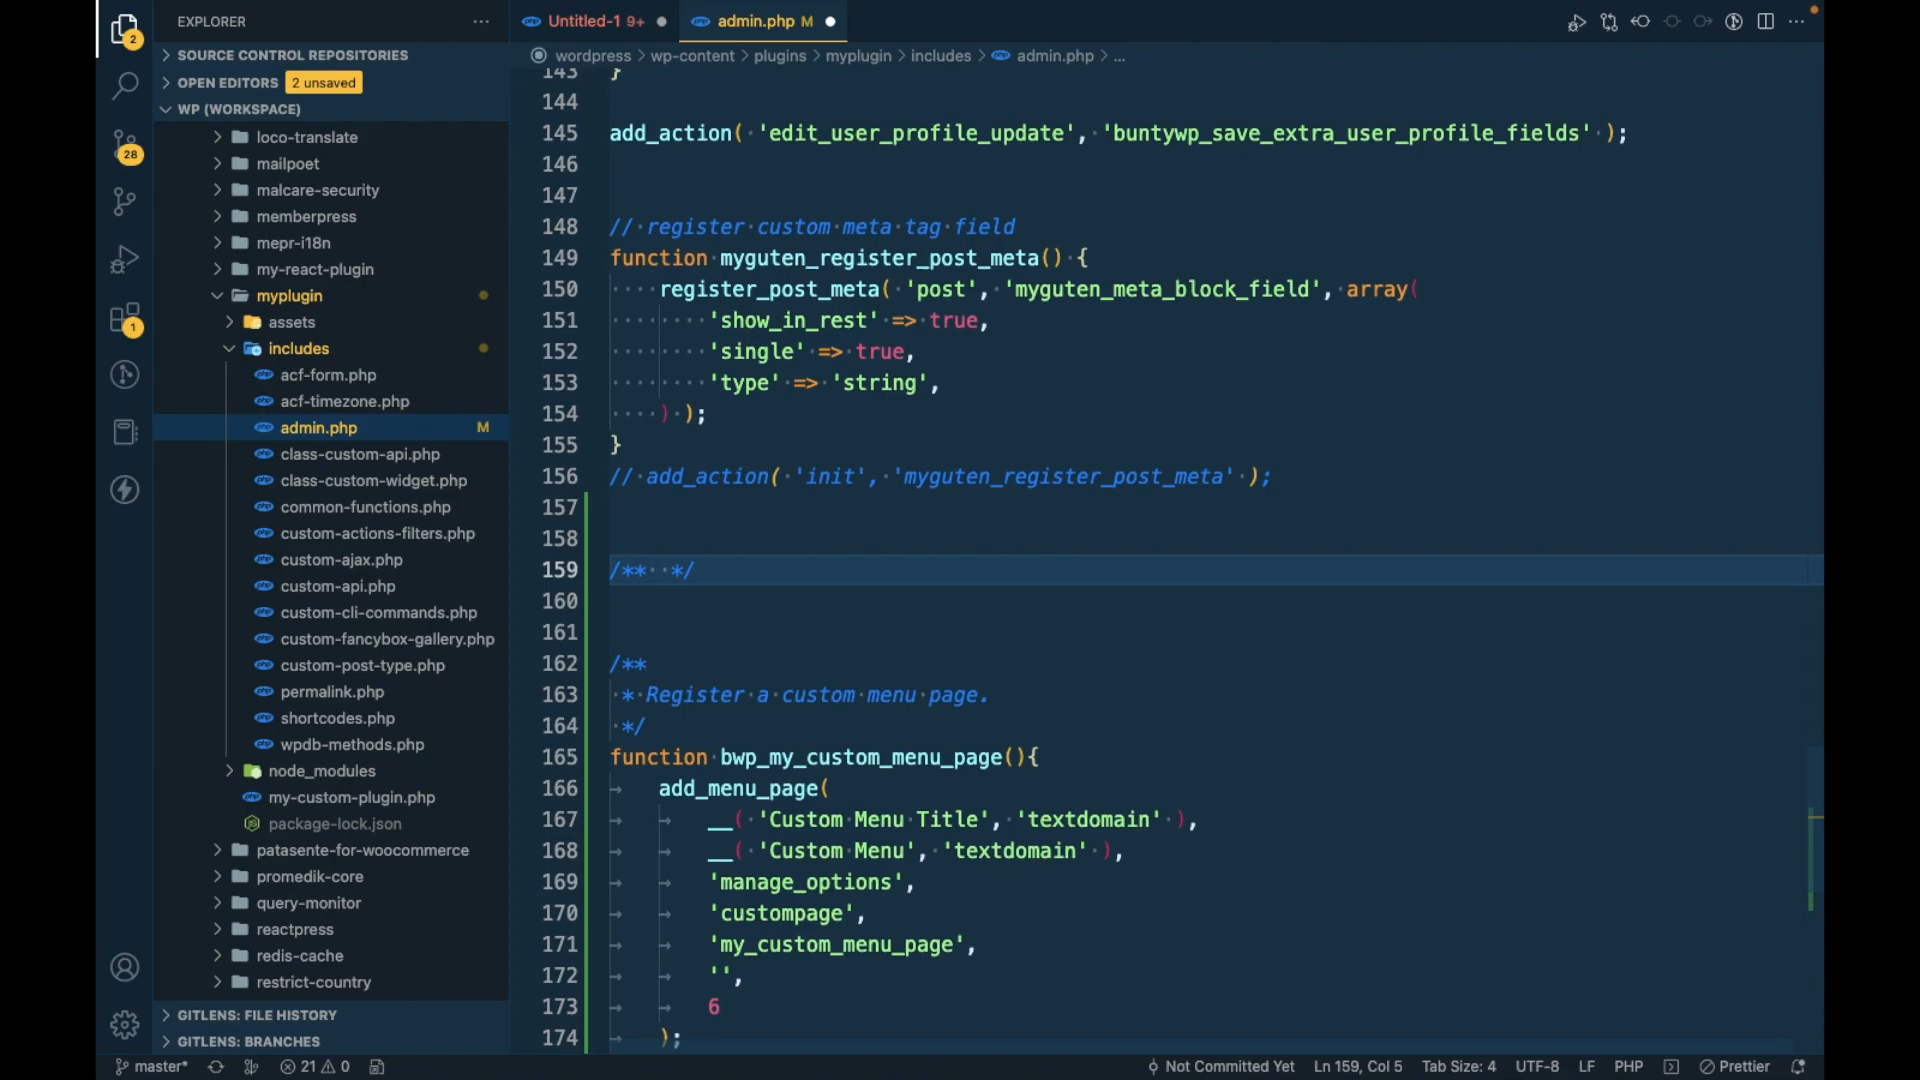 EXPLORER
Untitled-1 9+
admin.php M
SOURCE CONTROL REPOSITORIES
OPEN EDITORS 2 unsaved
WP (WORKSPACE)
loco-translate
mailpoet
malcare-security
memberpress
mepr-i18n
my-react-plugin
myplugin
assets
includes
acf-form.php
acf-timezone.php
admin.php M
class-custom-api.php
class-custom-widget.php
common-functions.php
custom-actions-filters.php
custom-ajax.php
custom-api.php
custom-cli-commands.php
custom-fancybox-gallery.php
custom-post-type.php
permalink.php
shortcodes.php
wpdb-methods.php
node_modules
my-custom-plugin.php
package-lock.json
patasente-for-woocommerce
promedik-core
query-monitor
reactpress
redis-cache
restrict-country
GITLENS: FILE HISTORY
GITLENS: BRANCHES
2
28
1
wordpress > wp-content > plugins > myplugin > includes > admin.php > ...
143 }
144
145 add_action( 'edit_user_profile_update', 'buntywp_save_extra_user_profile_fields' );
146
147
148 // register custom meta tag field
149 function myguten_register_post_meta() {
150 register_post_meta( 'post', 'myguten_meta_block_field', array(
151 'show_in_rest' => true,
152 'single' => true,
153 'type' => 'string',
154 ) );
155 }
156 // add_action( 'init', 'myguten_register_post_meta' );
157
158
159 /**  */
160
161
162 /**
163 * Register a custom menu page.
164 */
165 function bwp_my_custom_menu_page(){
166 add_menu_page(
167 __( 'Custom Menu Title', 'textdomain' ),
168 __( 'Custom Menu', 'textdomain' ),
169 'manage_options',
170 'custompage',
171 'my_custom_menu_page',
172 '',
173 6
174 );
master* 21 0 Not Committed Yet Ln 159, Col 5 Tab Size: 4 UTF-8 LF PHP Prettier